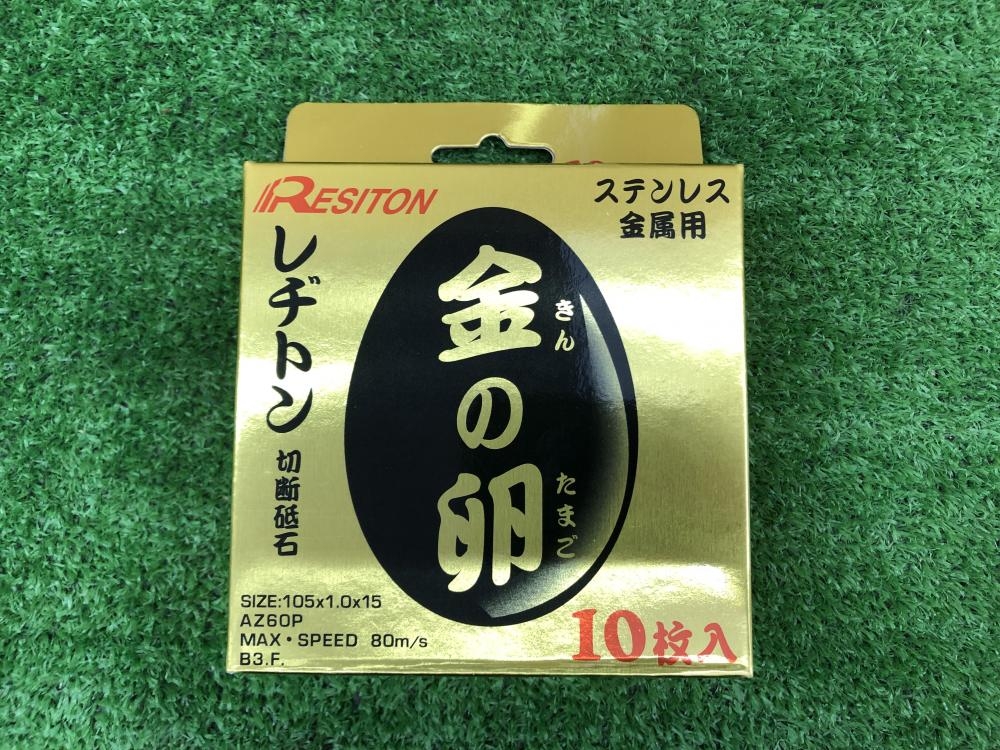 RESITON
ステンレス
金属用
レヂトン
切断砥石
金の卵
きん
たまご
SIZE:105x1.0x15
AZ60P
MAX・SPEED 80m/s
B3.F.
10枚入